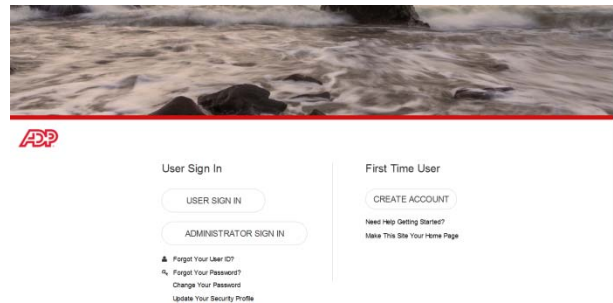 ADP
User Sign In
USER SIGN IN
ADMINISTRATOR SIGN IN
Forgot Your User ID?
Forgot Your Password?
Change Your Password
Update Your Security Profile
First Time User
CREATE ACCOUNT
Need Help Getting Started?
Make This Site Your Home Page